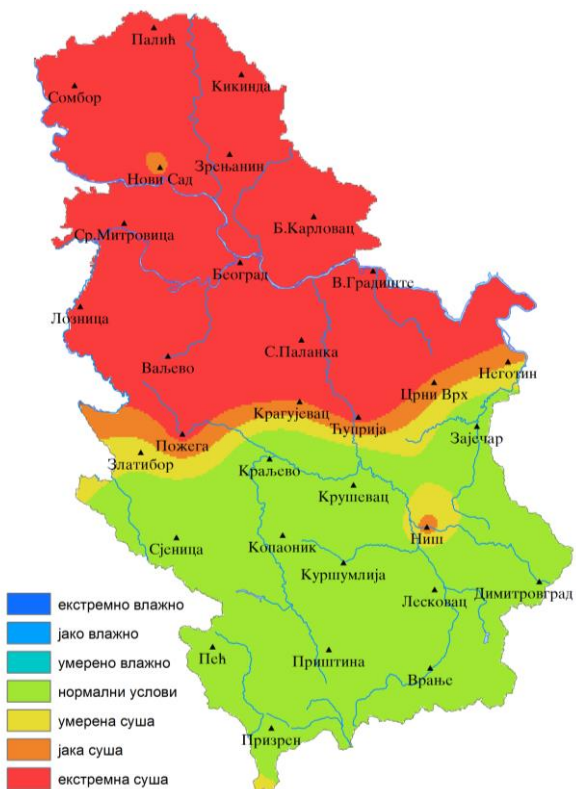 Палић
Кикинда
Сомбор
Зрењанин
Нови Сад
Б.Карловац
Ср.Митровица
Београд
В.Градиште
Лозница
С.Паланка
Ваљево
Неготин
Црни Врх
Крагујевац
Ћуприја
Зајечар
Пожега
Златибор
Краљево
Крушевац
Ниш
Сјеница
Копаоник
Куршумлија
Лесковац
Димитровград
Пећ
Приштина
Врање
Призрен
екстремно влажно
јако влажно
умерено влажно
нормални услови
умерена суша
јака суша
екстремна суша